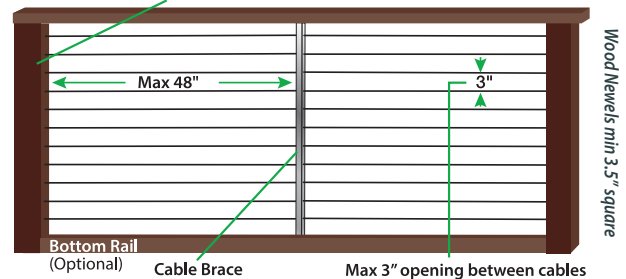 Max 48"
3"
Wood Newels min 3.5" square
Bottom Rail
(Optional)
Cable Brace
Max 3" opening between cables